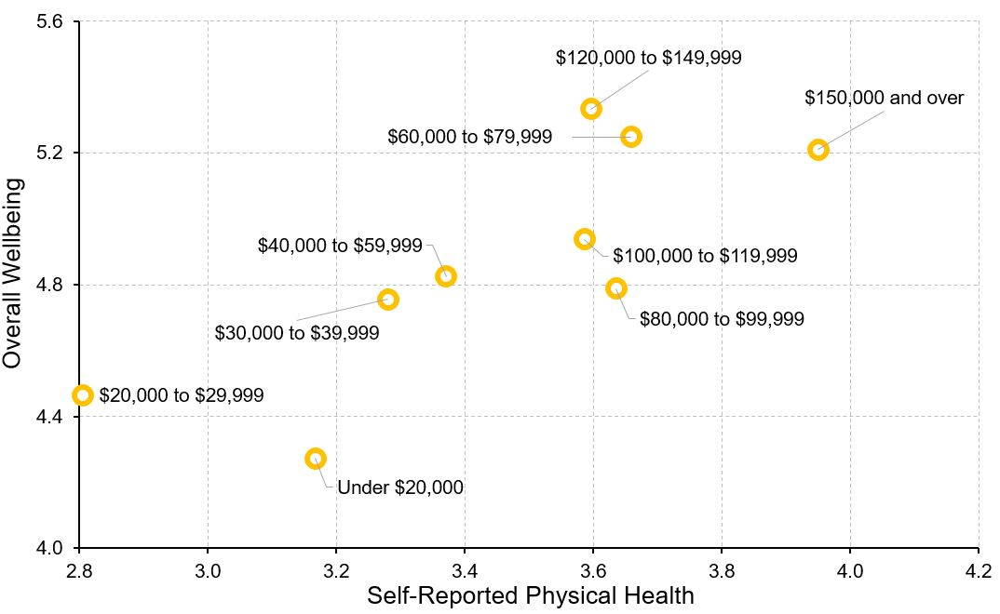 5.6
$120,000 to $149,999
$150,000 and over
$60,000 to $79,999
5.2
Overall Wellbeing
$40,000 to $59,999
$100,000 to $119,999
4.8
$80,000 to $99,999
$30,000 to $39,999
$20,000 to $29,999
4.4
Under $20,000
4.0
2.8 3.0 3.2 3.4 3.6 3.8 4.0 4.2
Self-Reported Physical Health